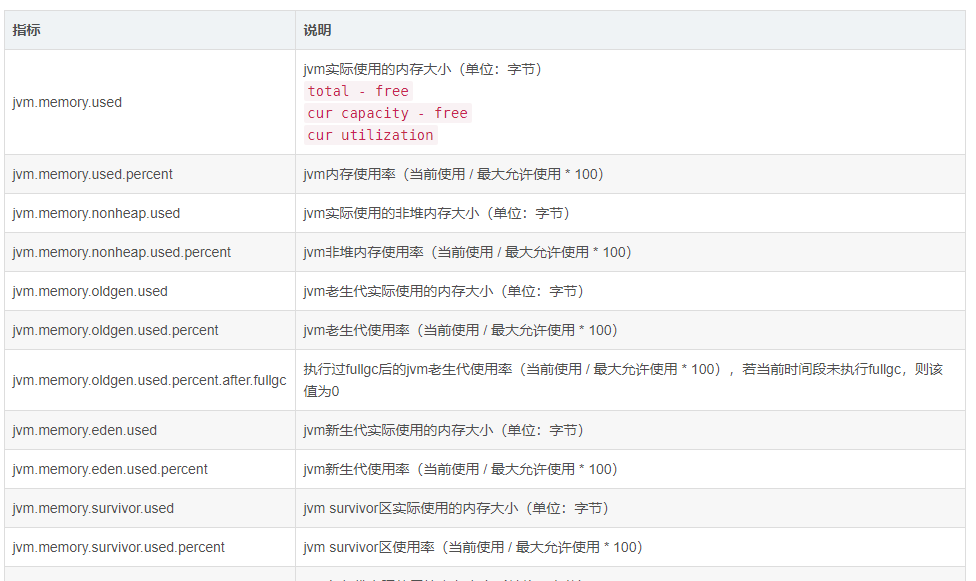 指标 说明
jvm.memory.used
jvm实际使用的内存大小（单位：字节）
total - free
cur capacity - free
cur utilization
jvm.memory.used.percent jvm内存使用率（当前使用 / 最大允许使用 * 100）
jvm.memory.nonheap.used jvm实际使用的非堆内存大小（单位：字节）
jvm.memory.nonheap.used.percent jvm非堆内存使用率（当前使用 / 最大允许使用 * 100）
jvm.memory.oldgen.used jvm老生代实际使用的内存大小（单位：字节）
jvm.memory.oldgen.used.percent jvm老生代使用率（当前使用 / 最大允许使用 * 100）
jvm.memory.oldgen.used.percent.after.fullgc
执行过fullgc后的jvm老生代使用率（当前使用 / 最大允许使用 * 100），若当前时间段未执行fullgc，则该
值为0
jvm.memory.eden.used jvm新生代实际使用的内存大小（单位：字节）
jvm.memory.eden.used.percent jvm新生代使用率（当前使用 / 最大允许使用 * 100）
jvm.memory.survivor.used jvm survivor区实际使用的内存大小（单位：字节）
jvm.memory.survivor.used.percent jvm survivor区使用率（当前使用 / 最大允许使用 * 100）